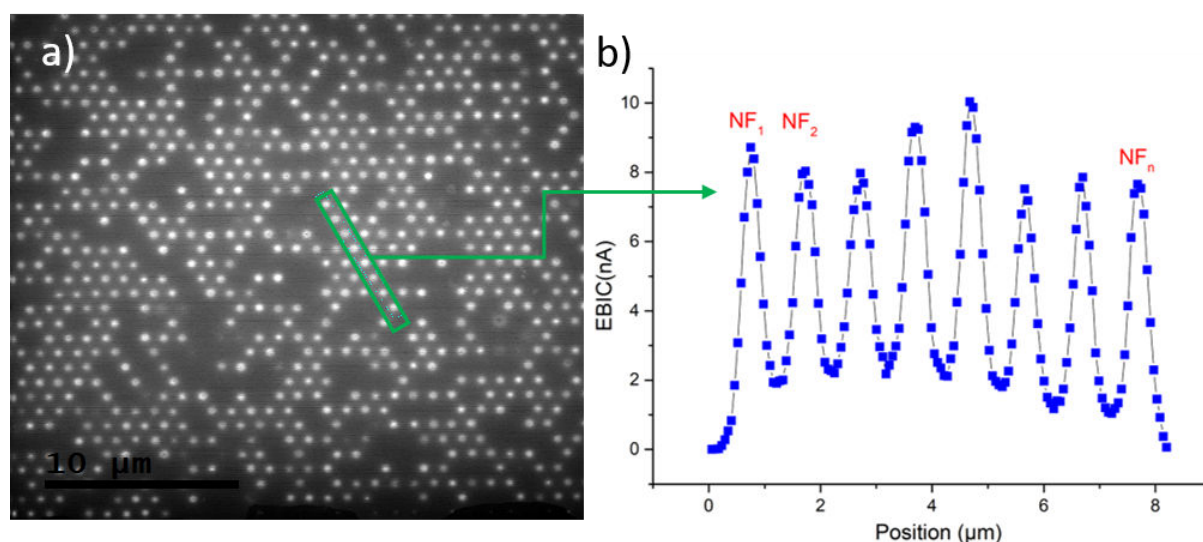 a)
10 µm
b)
EBIC(nA)
10
8
6
4
2
0
NF₁
NF₂
NFₙ
0
2
4
6
8
Position (µm)